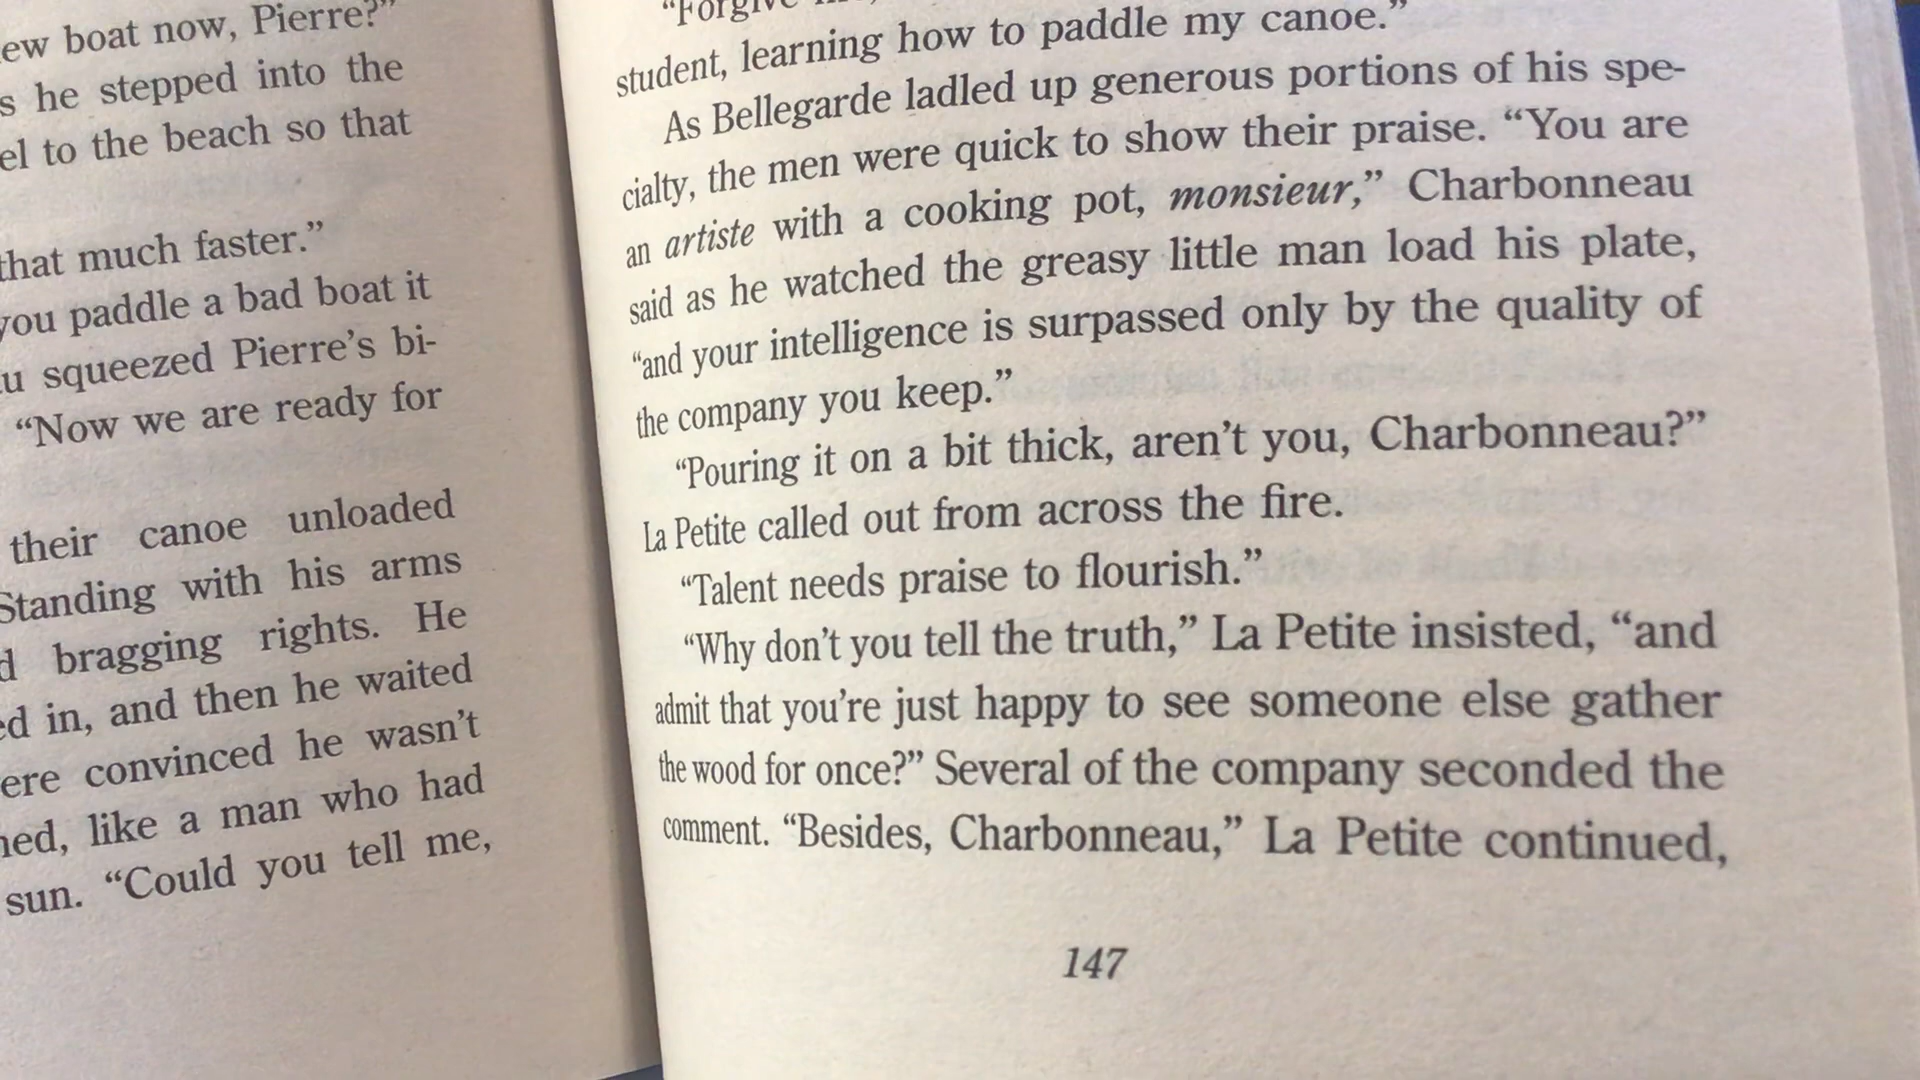 ew boat now, Pierre?"
s he stepped into the
el to the beach so that
that much faster."
you paddle a bad boat it
u squeezed Pierre's bi-
"Now we are ready for
their canoe unloaded
Standing with his arms
d bragging rights. He
ed in, and then he waited
ere convinced he wasn't
ned, like a man who had
sun. "Could you tell me,
"Forgive
student, learning how to paddle my canoe."
As Bellegarde ladled up generous portions of his spe-
cialty, the men were quick to show their praise. "You are
an artiste with a cooking pot, monsieur," Charbonneau
said as he watched the greasy little man load his plate,
"and your intelligence is surpassed only by the quality of
the company you keep."
"Pouring it on a bit thick, aren't you, Charbonneau?"
La Petite called out from across the fire.
"Talent needs praise to flourish."
"Why don't you tell the truth," La Petite insisted, "and
admit that you're just happy to see someone else gather
the wood for once?" Several of the company seconded the
comment. "Besides, Charbonneau," La Petite continued,
147